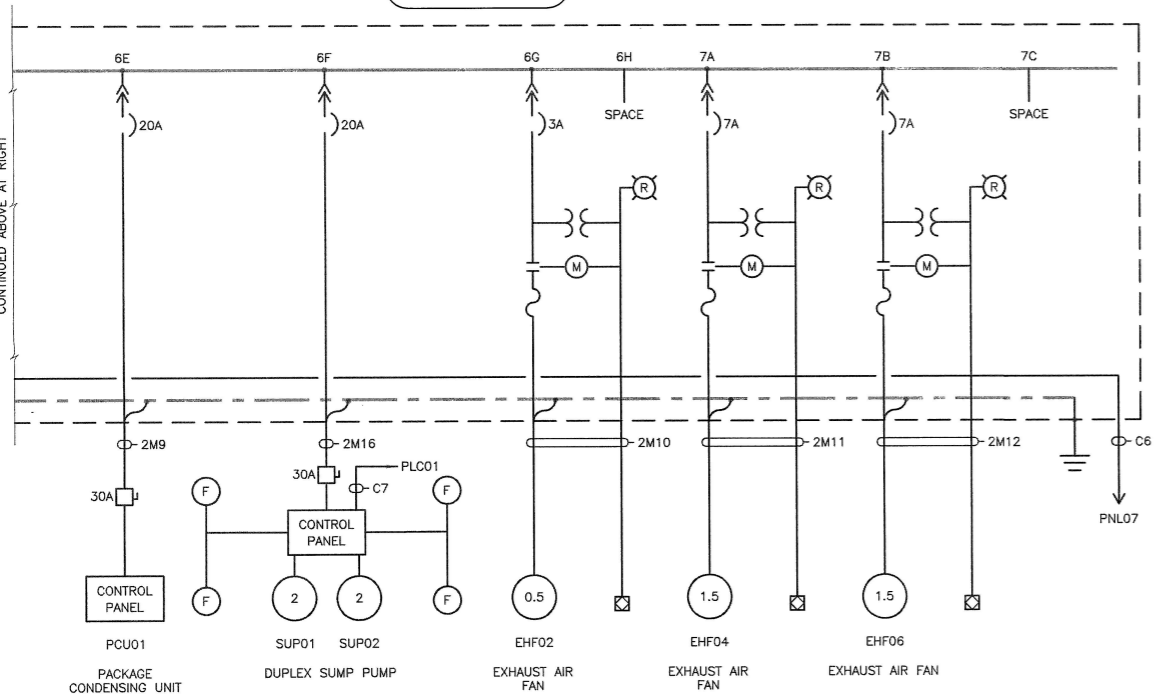 6E
6F
6G
6H
7A
7B
7C
SPACE
SPACE
20A
20A
3A
7A
7A
R
R
R
M
M
M
CONTINUED ABOVE AT RIGHT
2M9
2M16
2M10
2M11
2M12
C6
30A
30A
PLC01
C7
F
F
F
F
CONTROL
PANEL
PNL07
CONTROL
PANEL
2
2
0.5
1.5
1.5
PCU01
SUP01
SUP02
EHF02
EHF04
EHF06
PACKAGE
CONDENSING UNIT
DUPLEX SUMP PUMP
EXHAUST AIR
FAN
EXHAUST AIR
FAN
EXHAUST AIR FAN